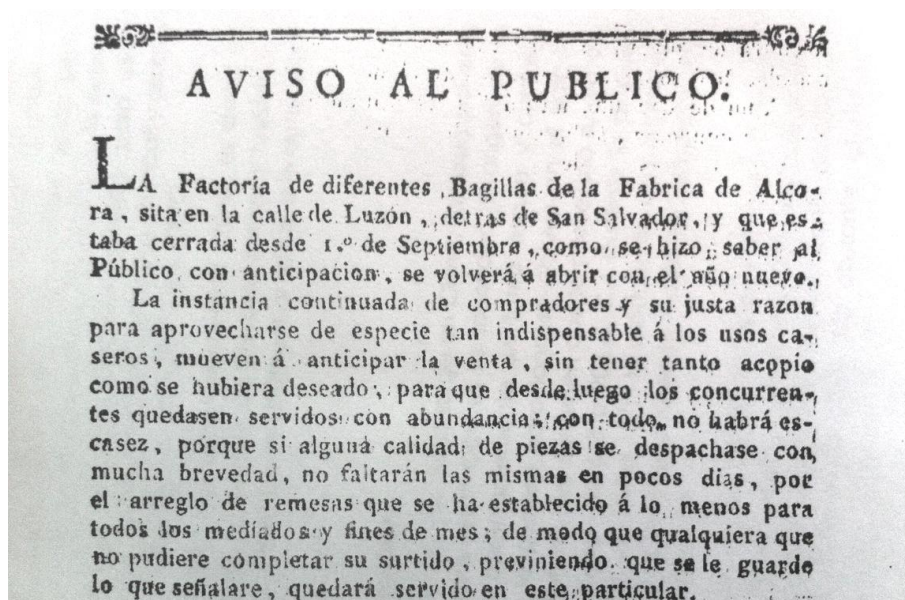 AVISO AL PUBLICO.
LA Factoría de diferentes Bagillas de la Fabrica de Alco-
ra, sita en la calle de Luzón, detras de San Salvador, y que es-
taba cerrada desde 1.º de Septiembre, como se hizo saber al
Público con anticipacion, se volverá á abrir con el año nuevo.
La instancia continuada de compradores y su justa razon
para aprovecharse de especie tan indispensable á los usos ca-
seros, mueven á anticipar la venta, sin tener tanto acopio
como se hubiera deseado, para que desde luego los concurren-
tes quedasen servidos con abundancia; con todo no habrá es-
casez, porque si alguna calidad de piezas se despachase con
mucha brevedad, no faltarán las mismas en pocos dias, por
el arreglo de remesas que se ha establecido á lo menos para
todos los mediados y fines de mes; de modo que qualquiera que
no pudiere completar su surtido, previniendo que se le guarde
lo que señalare, quedará servido en este particular.